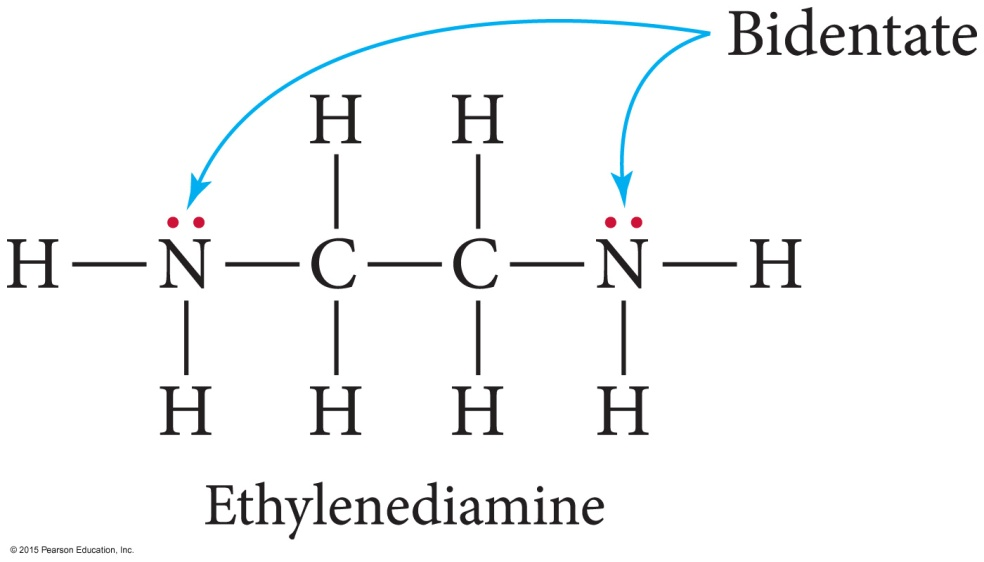 Bidentate
H H
H N C C N H
H H H H
Ethylenediamine
© 2015 Pearson Education, Inc.